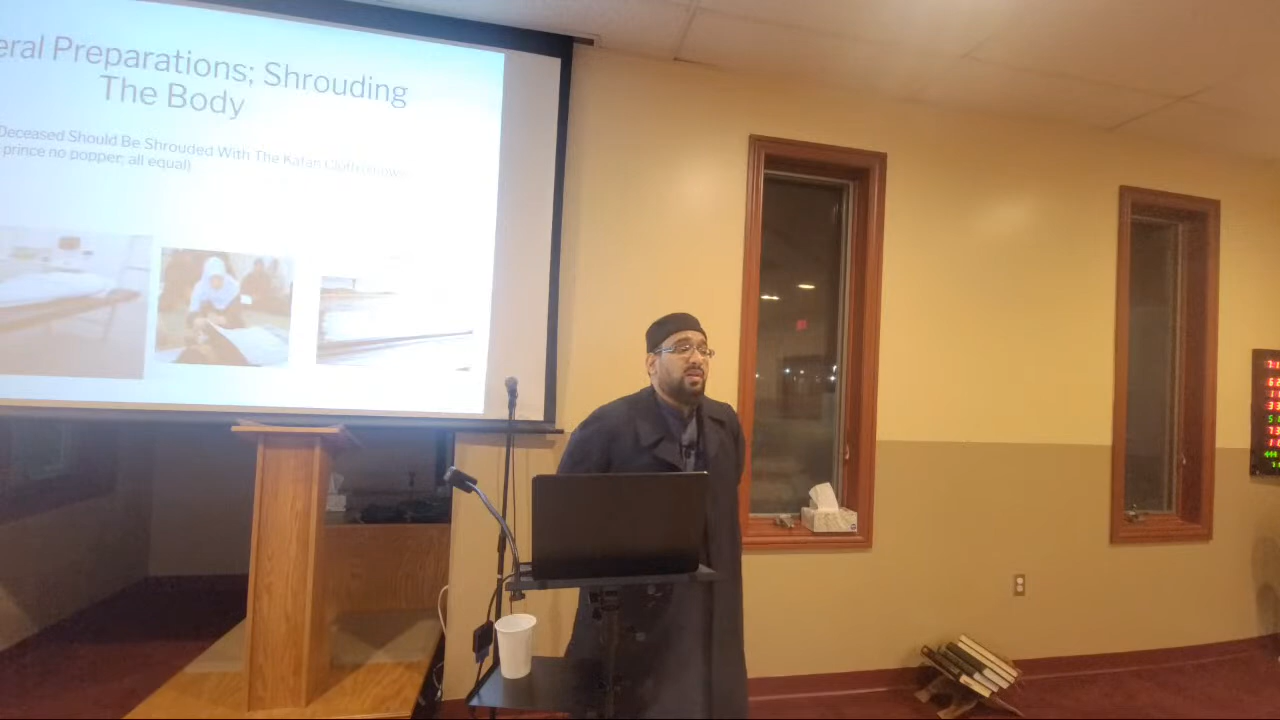 eral Preparations; Shrouding
The Body
Deceased Should Be Shrouded With The Kafan Cloth
prince no popper; all equal)